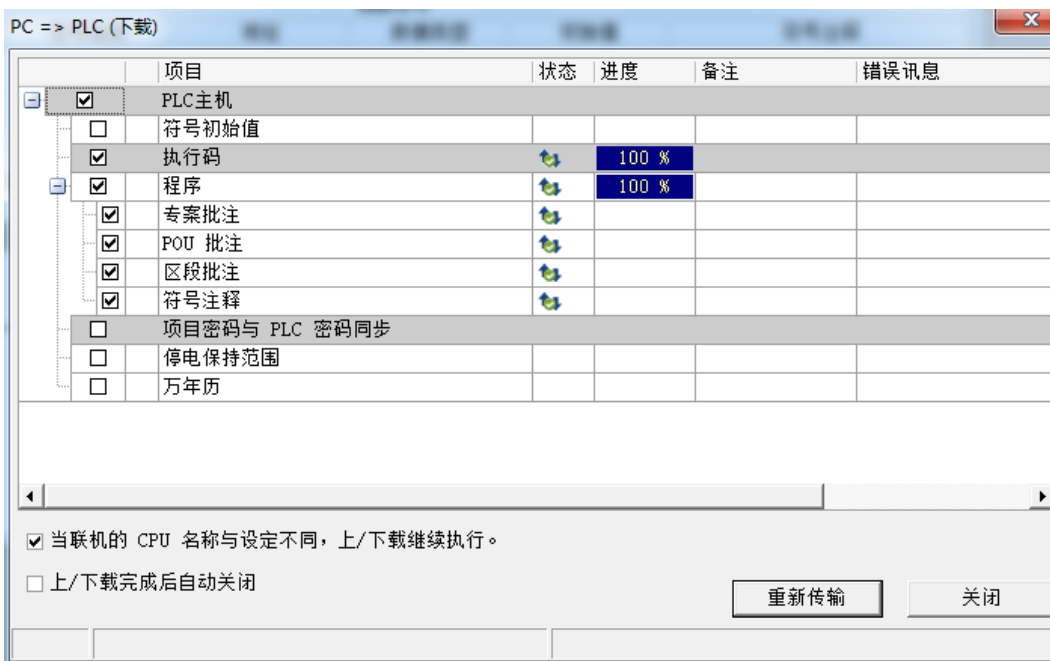 PC => PLC (下载)
项目 状态 进度 备注 错误讯息
PLC主机
符号初始值
执行码 100 %
程序 100 %
专案批注
POU 批注
区段批注
符号注释
项目密码与 PLC 密码同步
停电保持范围
万年历
当联机的 CPU 名称与设定不同，上/下载继续执行。
上/下载完成后自动关闭
重新传输 关闭